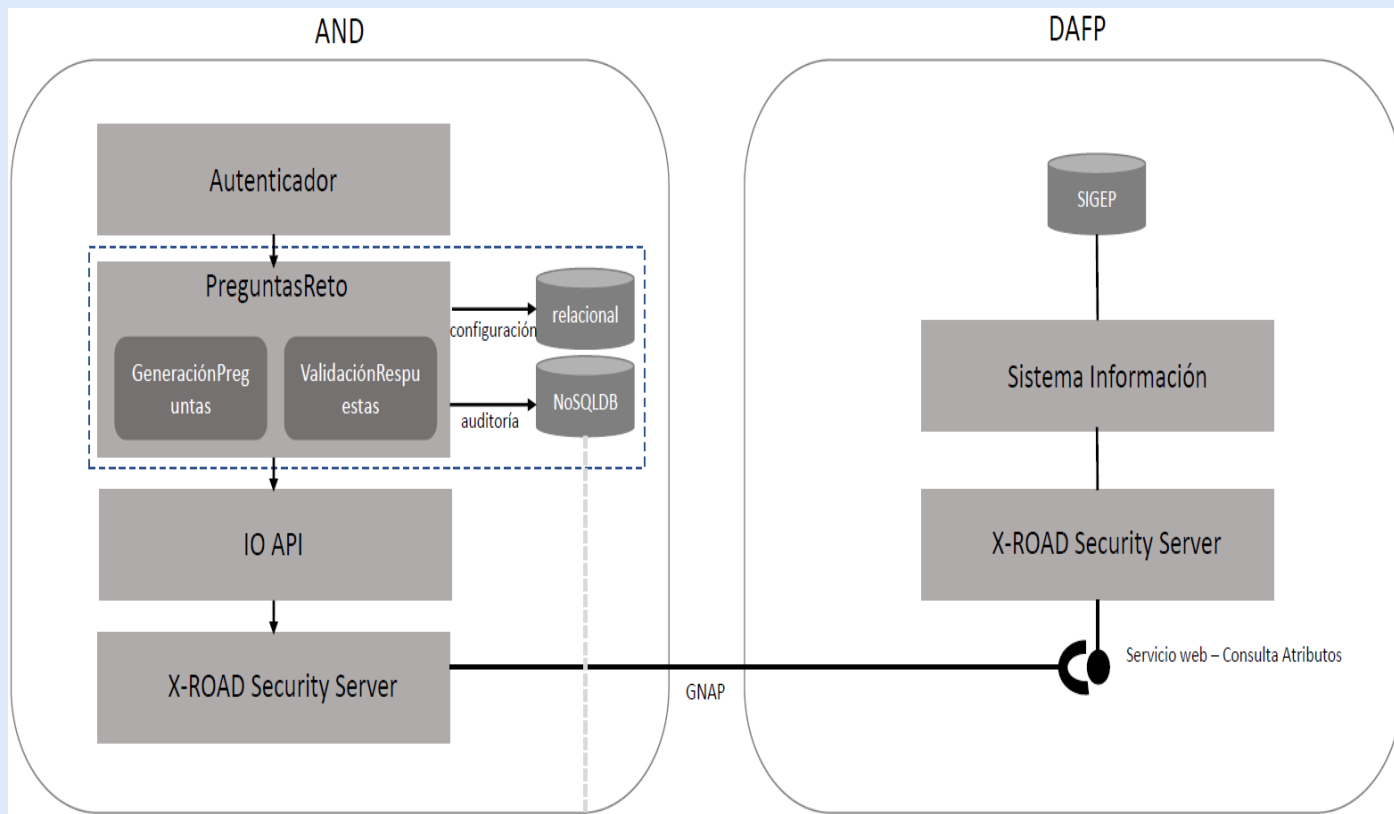 AND
Autenticador
PreguntasReto
GeneraciónPreg
untas
ValidaciónRespu
estas
configuración
relacional
auditoría
NoSQLDB
IO API
X-ROAD Security Server
GNAP
DAFP
SIGEP
Sistema Información
X-ROAD Security Server
Servicio web – Consulta Atributos